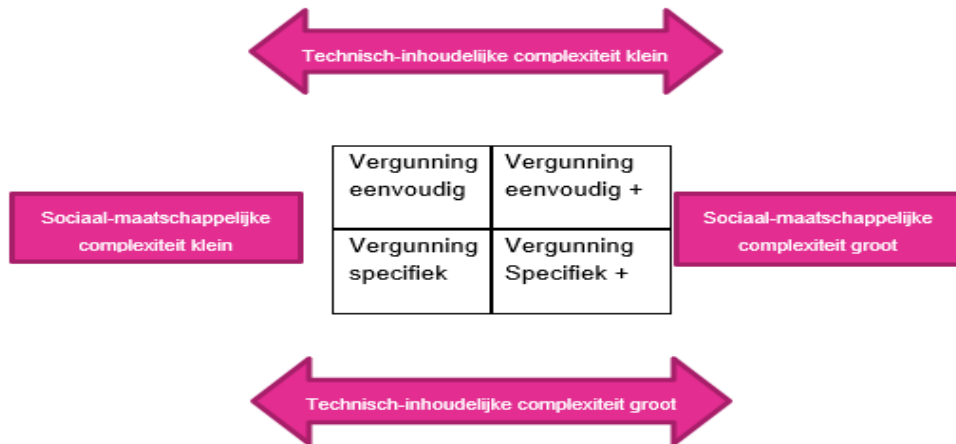 Technisch-inhoudelijke complexiteit klein
Vergunning
eenvoudig
Vergunning
eenvoudig +
Sociaal-maatschappelijke
complexiteit klein
Sociaal-maatschappelijke
complexiteit groot
Vergunning
specifiek
Vergunning
Specifiek +
Technisch-inhoudelijke complexiteit groot